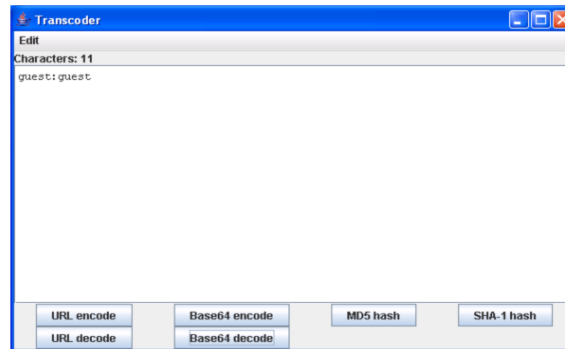 Transcoder
Edit
Characters: 11
guest:guest
URL encode
Base64 encode
MD5 hash
SHA-1 hash
URL decode
Base64 decode